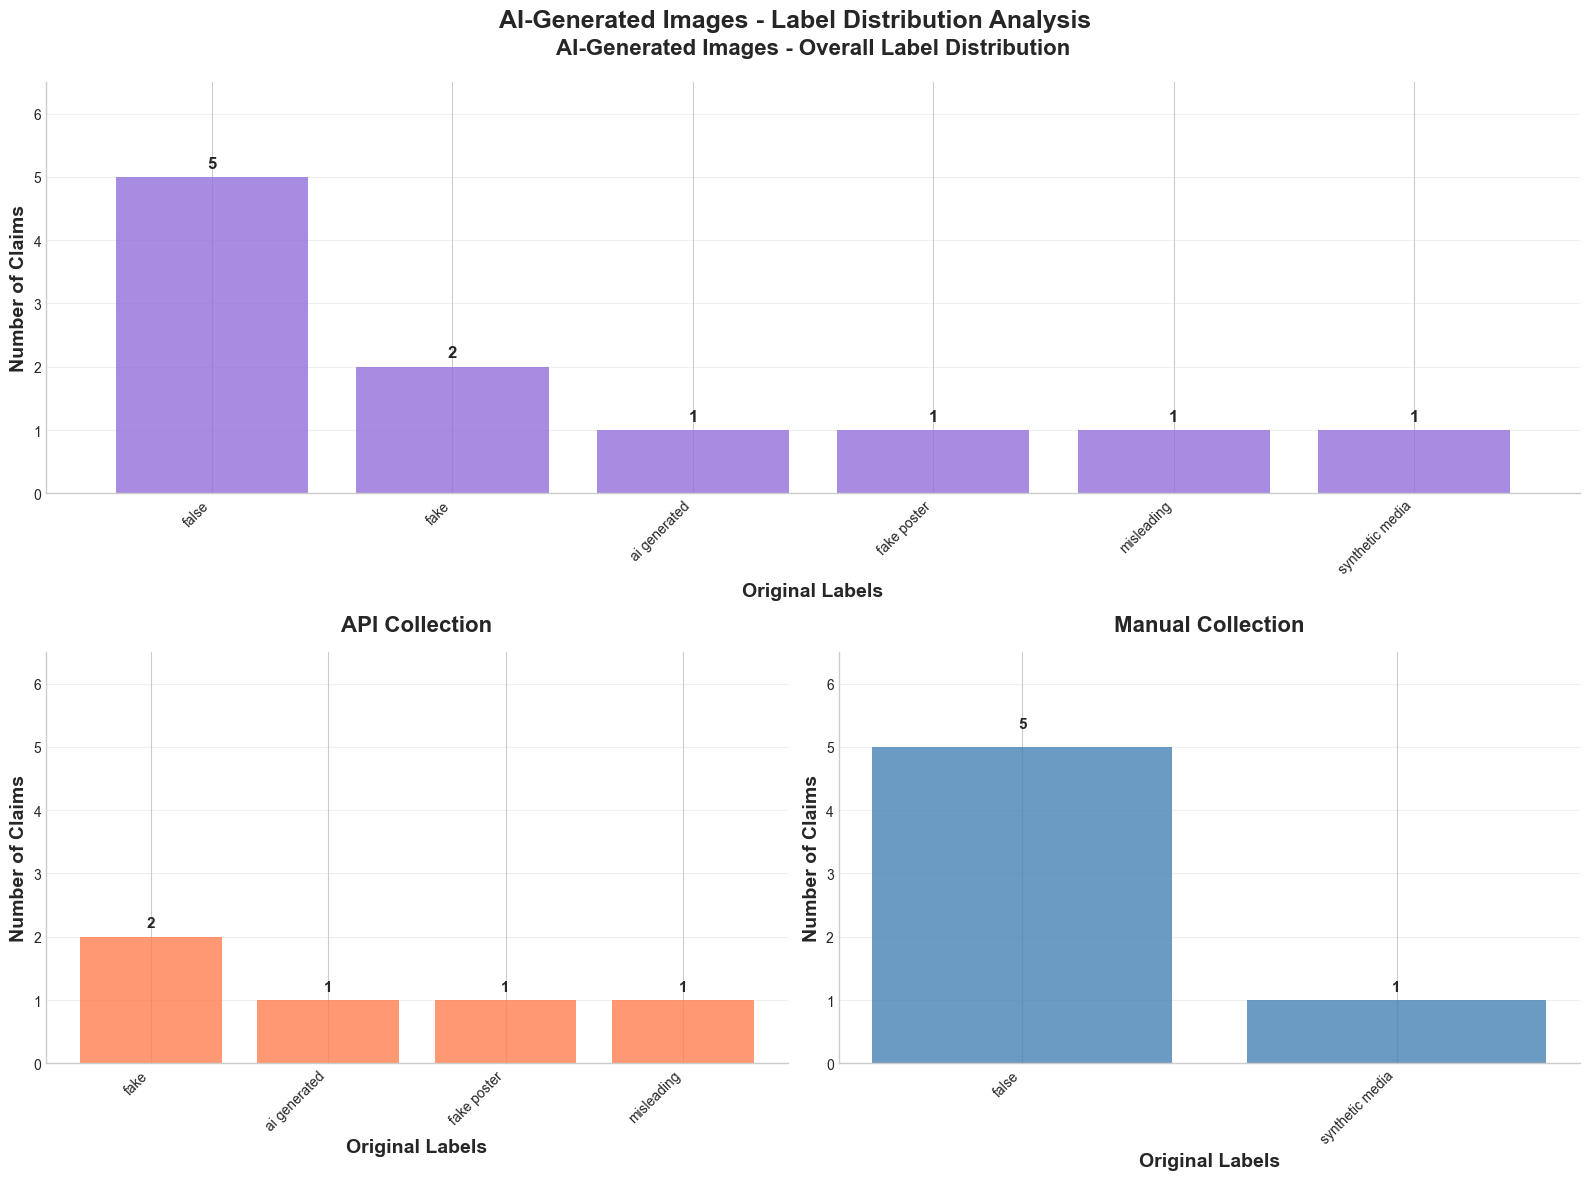 AI-Generated Images - Label Distribution Analysis
AI-Generated Images - Overall Label Distribution
Number of Claims
6
5
4
3
2
1
0
5
2
1
1
1
1
false
fake
ai generated
fake poster
misleading
synthetic media
Original Labels
API Collection
Number of Claims
6
5
4
3
2
1
0
2
1
1
1
fake
ai generated
fake poster
misleading
Original Labels
Manual Collection
Number of Claims
6
5
4
3
2
1
0
5
1
false
synthetic media
Original Labels